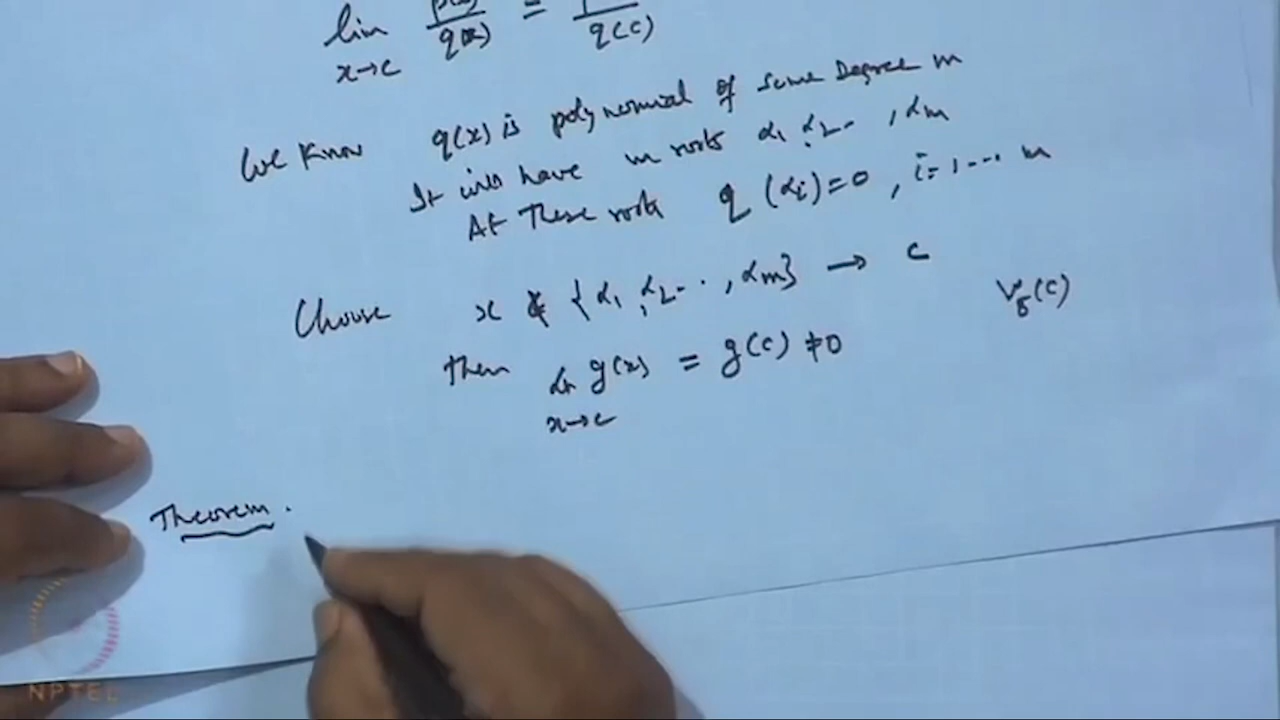 lim p(x)/q(x) = p/q(c)
x→c
We know q(x) is polynomial of some Degree m
It will have m roots α1, α2.. , αm
At these roots q(αi)=0, i=1,... m
Choose x ∉ {α1, α2.., αm} → c
Vδ(c)
then lim q(x) = q(c) ≠0
x→c
Theorem.
NPTEL